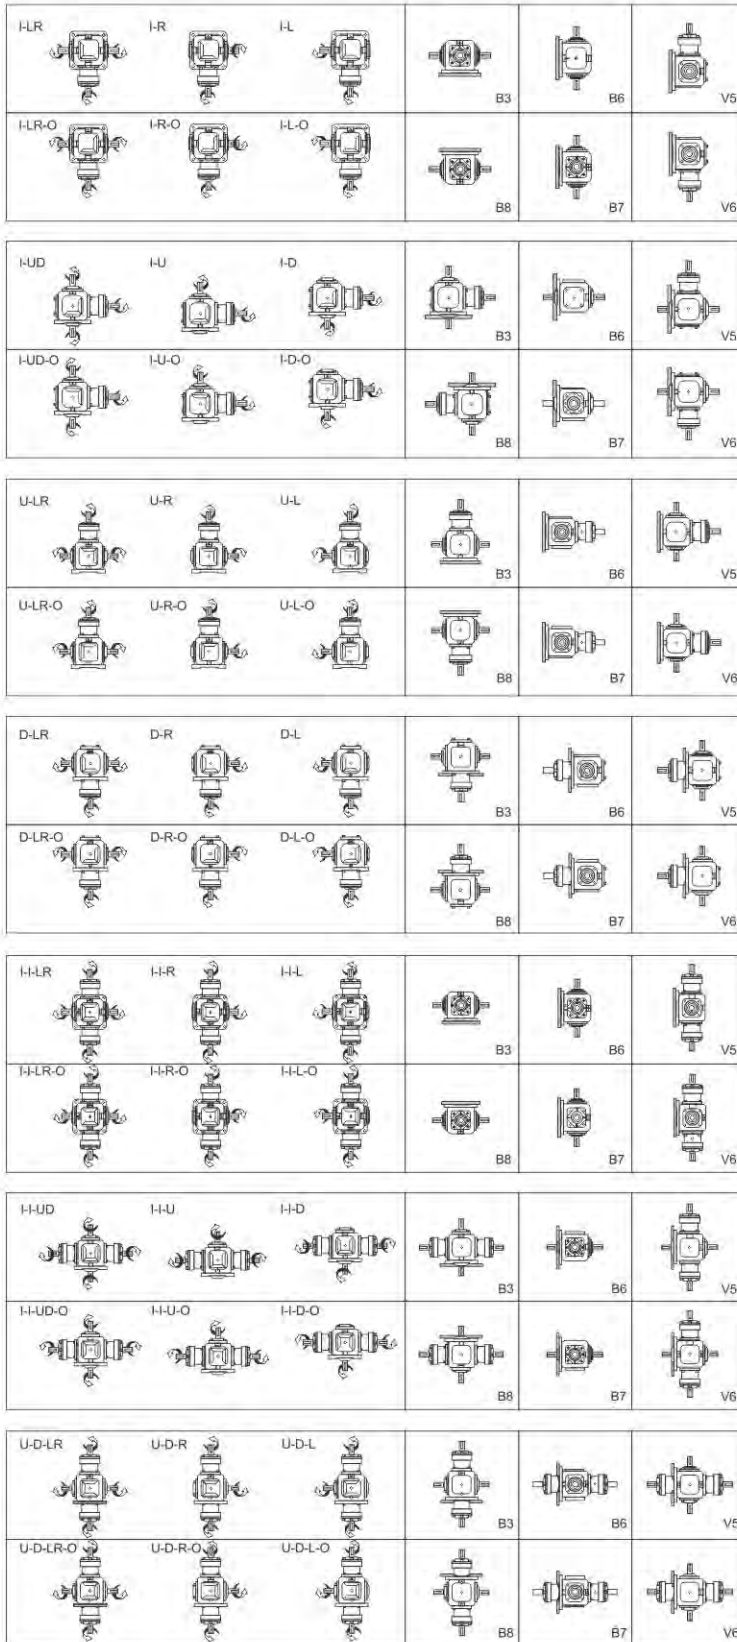 I-LR I-R I-L
B3 B6 V5
I-LR-O I-R-O I-L-O
B8 B7 V6
I-UD I-U I-D
B3 B6 V5
I-UD-O I-U-O I-D-O
B8 B7 V6
U-LR U-R U-L
B3 B6 V5
U-LR-O U-R-O U-L-O
B8 B7 V6
D-LR D-R D-L
B3 B6 V5
D-LR-O D-R-O D-L-O
B8 B7 V6
I-I-LR I-I-R I-I-L
B3 B6 V5
I-I-LR-O I-I-R-O I-I-L-O
B8 B7 V6
I-I-UD I-I-U I-I-D
B3 B6 V5
I-I-UD-O I-I-U-O I-I-D-O
B8 B7 V6
U-D-LR U-D-R U-D-L
B3 B6 V5
U-D-LR-O U-D-R-O U-D-L-O
B8 B7 V6